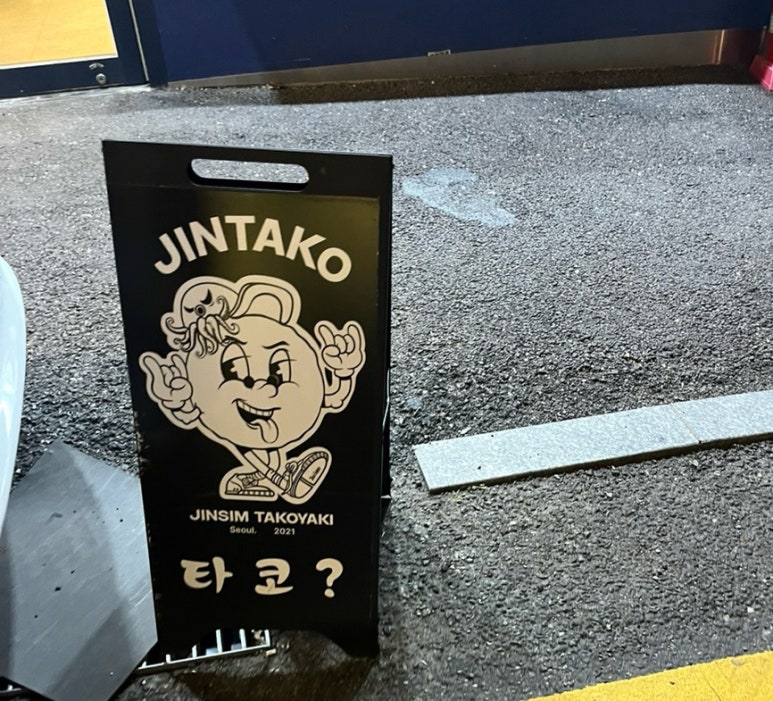 JINTAKO
JINSIM TAKOYAKI
Seoul. 2021
타코?